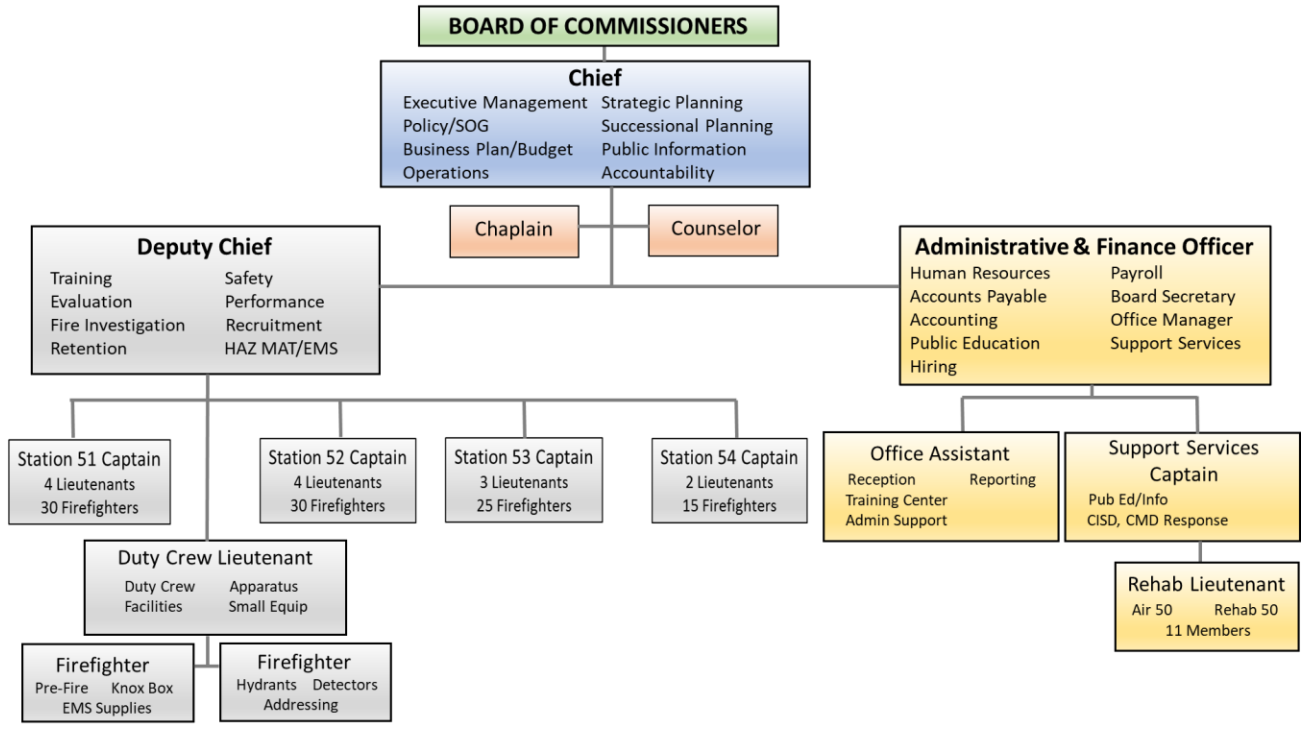 BOARD OF COMMISSIONERS
Chief
Executive Management Strategic Planning
Policy/SOG Successional Planning
Business Plan/Budget Public Information
Operations Accountability
Chaplain
Counselor
Deputy Chief
Training Safety
Evaluation Performance
Fire Investigation Recruitment
Retention HAZ MAT/EMS
Administrative & Finance Officer
Human Resources Payroll
Accounts Payable Board Secretary
Accounting Office Manager
Public Education Support Services
Hiring
Station 51 Captain
4 Lieutenants
30 Firefighters
Station 52 Captain
4 Lieutenants
30 Firefighters
Station 53 Captain
3 Lieutenants
25 Firefighters
Station 54 Captain
2 Lieutenants
15 Firefighters
Office Assistant
Reception Reporting
Training Center
Admin Support
Support Services
Captain
Pub Ed/Info
CISD, CMD Response
Duty Crew Lieutenant
Duty Crew Apparatus
Facilities Small Equip
Rehab Lieutenant
Air 50 Rehab 50
11 Members
Firefighter
Pre-Fire Knox Box
EMS Supplies
Firefighter
Hydrants Detectors
Addressing